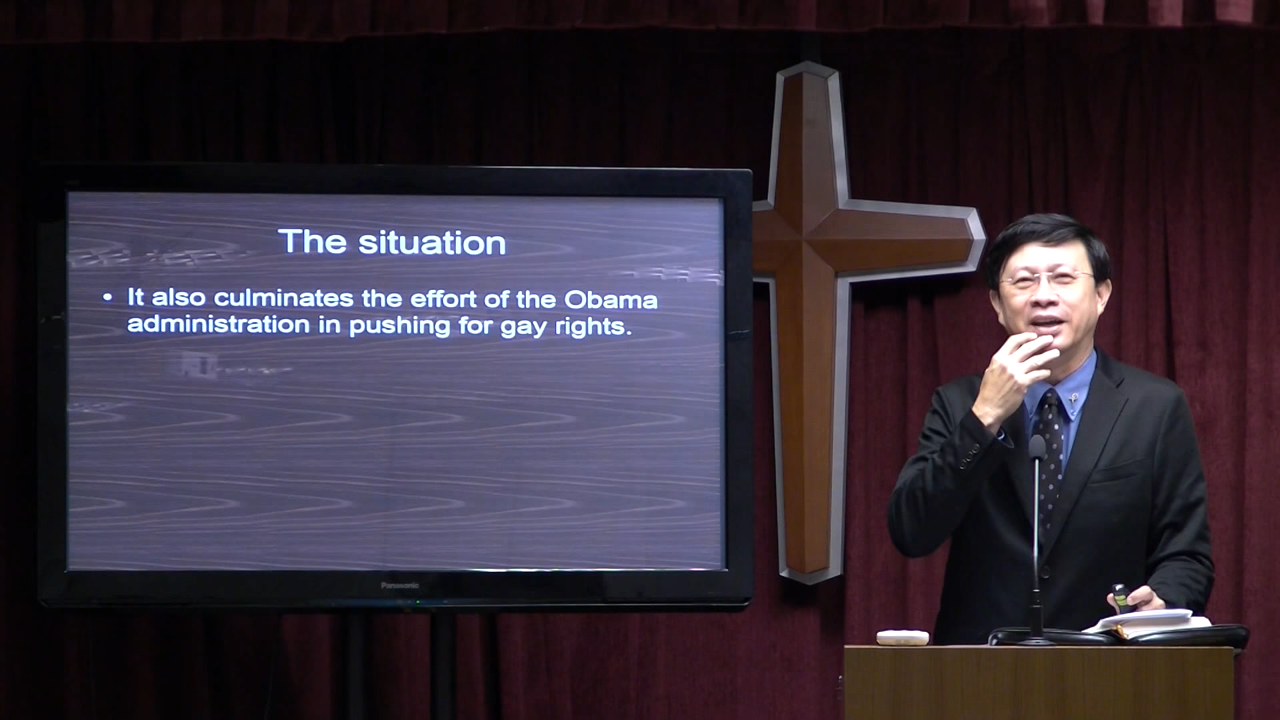 The situation
• It also culminates the effort of the Obama
administration in pushing for gay rights.
Panasonic